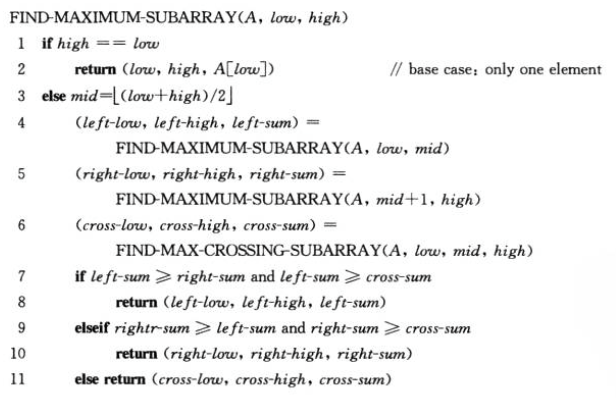 FIND-MAXIMUM-SUBARRAY(A, low, high)
1 if high == low
2 return (low, high, A[low]) // base case: only one element
3 else mid=⌊(low+high)/2⌋
4 (left-low, left-high, left-sum) =
FIND-MAXIMUM-SUBARRAY(A, low, mid)
5 (right-low, right-high, right-sum) =
FIND-MAXIMUM-SUBARRAY(A, mid+1, high)
6 (cross-low, cross-high, cross-sum) =
FIND-MAX-CROSSING-SUBARRAY(A, low, mid, high)
7 if left-sum ⩾ right-sum and left-sum ⩾ cross-sum
8 return (left-low, left-high, left-sum)
9 elseif rightr-sum ⩾ left-sum and right-sum ⩾ cross-sum
10 return (right-low, right-high, right-sum)
11 else return (cross-low, cross-high, cross-sum)